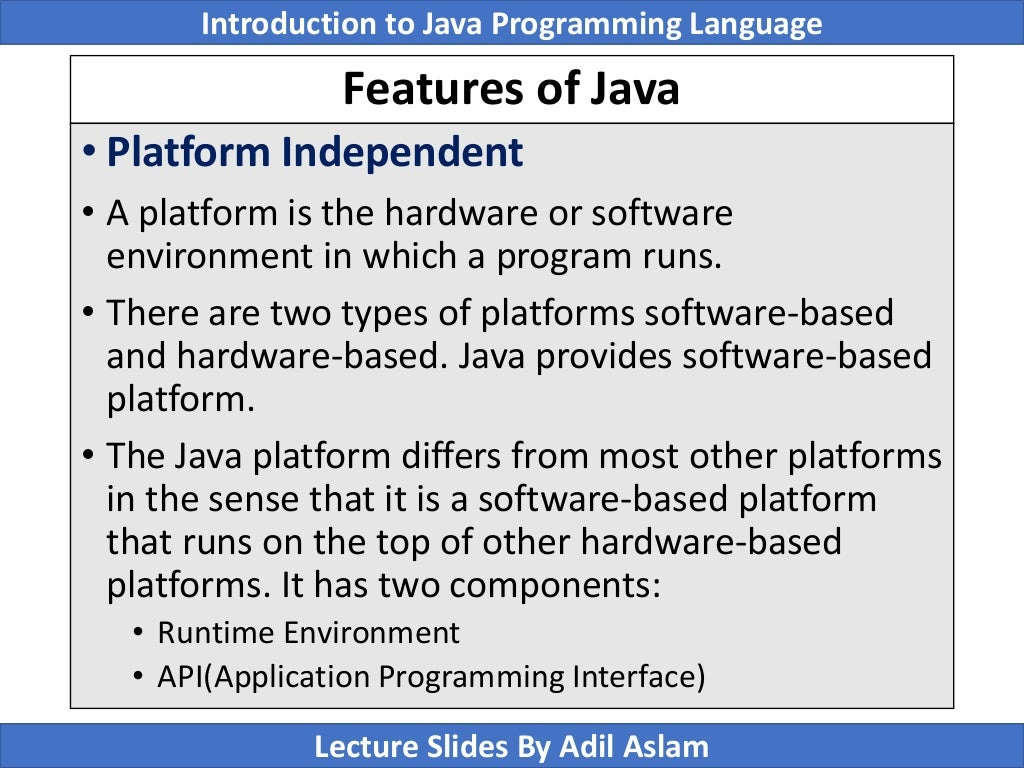 Introduction to Java Programming Language
Features of Java
• Platform Independent
• A platform is the hardware or software
environment in which a program runs.
• There are two types of platforms software-based
and hardware-based. Java provides software-based
platform.
• The Java platform differs from most other platforms
in the sense that it is a software-based platform
that runs on the top of other hardware-based
platforms. It has two components:
• Runtime Environment
• API(Application Programming Interface)
Lecture Slides By Adil Aslam